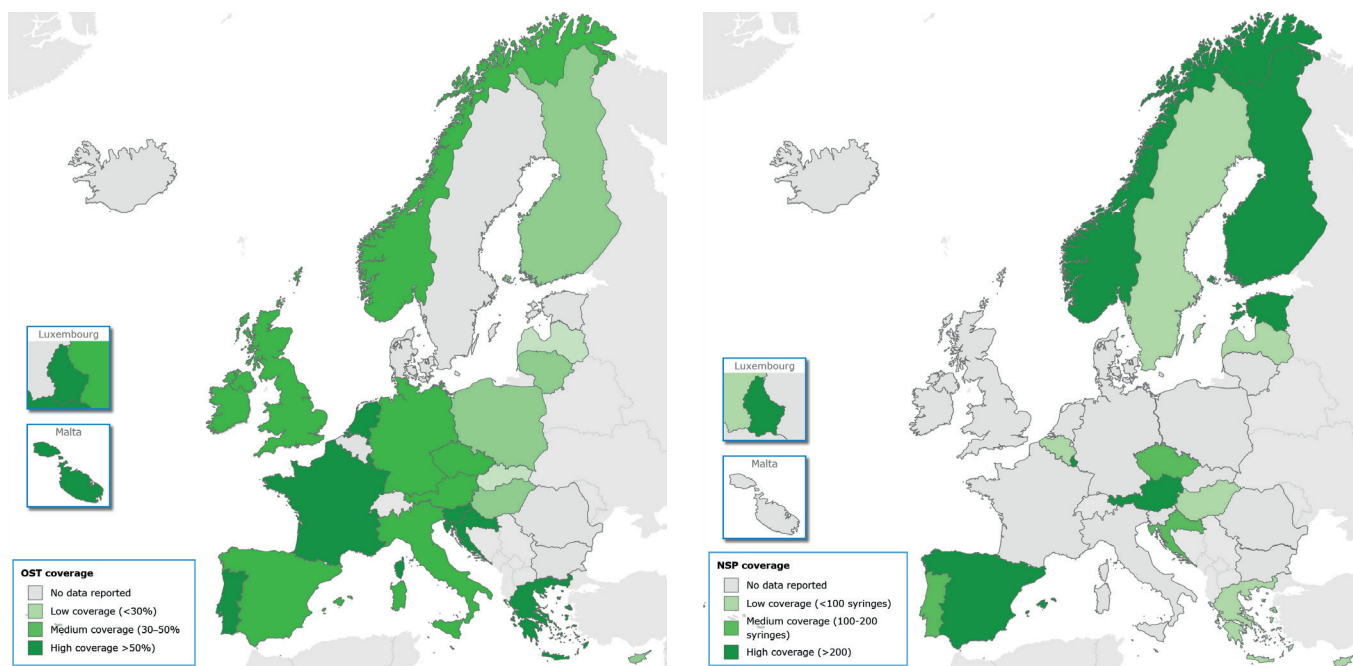 Luxembourg
Malta
OST coverage
No data reported
Low coverage (<30%)
Medium coverage (30–50%
High coverage >50%)
Luxembourg
Malta
NSP coverage
No data reported
Low coverage (<100 syringes)
Medium coverage (100-200
syringes)
High coverage (>200)